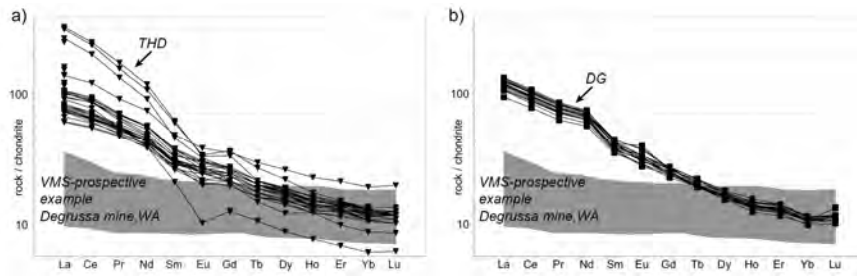 a)
THD
100
rock / chondrite
VMS-prospective
example
Degrussa mine,WA
10
La Ce Pr Nd Sm Eu Gd Tb Dy Ho Er Yb Lu
b)
DG
100
rock / chondrite
VMS-prospective
example
Degrussa mine,WA
10
La Ce Pr Nd Sm Eu Gd Tb Dy Ho Er Yb Lu